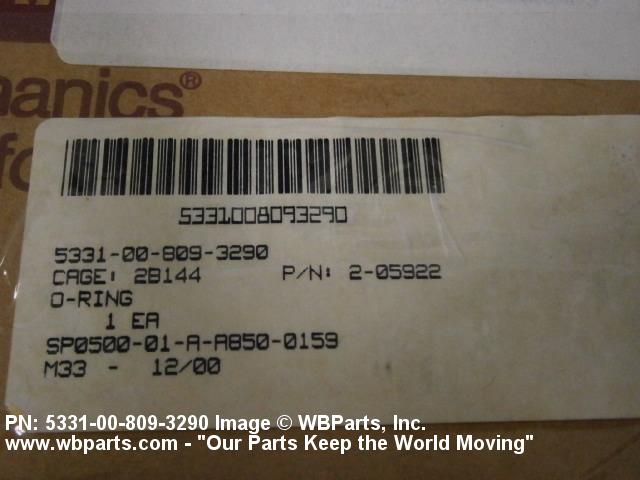 anics®
fo
5331008093290
5331-00-809-3290
CAGE: 2B144 P/N: 2-05922
O-RING
1 EA
SP0500-01-A-A850-0159
M33 - 12/00
PN: 5331-00-809-3290 Image © WBParts, Inc.
www.wbparts.com - "Our Parts Keep the World Moving"